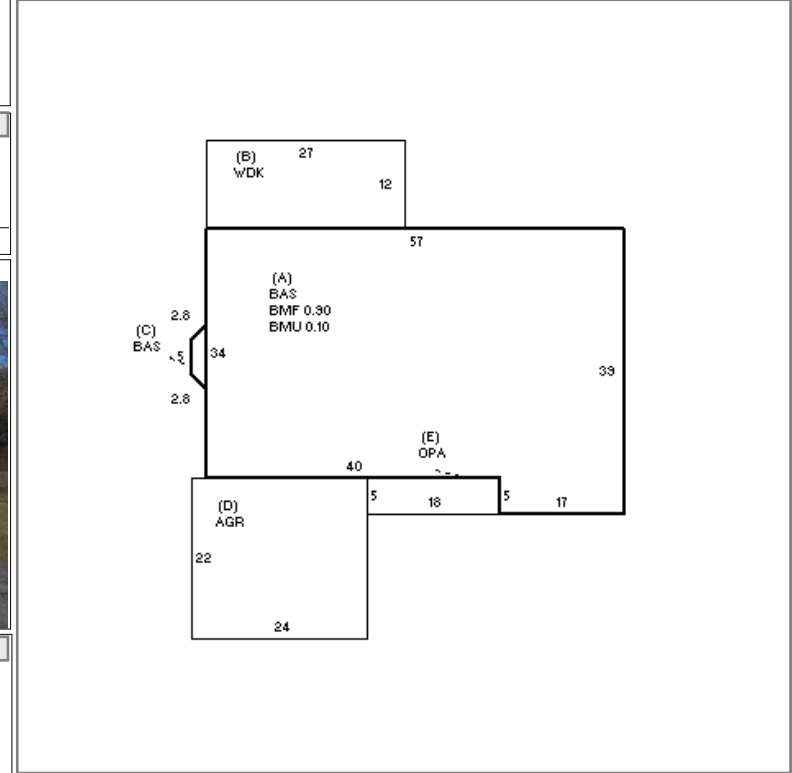 (B)
WDK
27
12
57
(A)
BAS
BMF 0.90
BMU 0.10
2.8
(C)
BAS
5
34
39
2.8
(E)
OPA
40
(D)
AGR
5
18
5
17
22
24